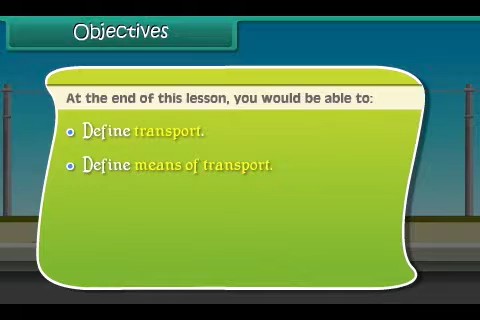 Objectives
At the end of this lesson, you would be able to:
Define transport.
Define means of transport.